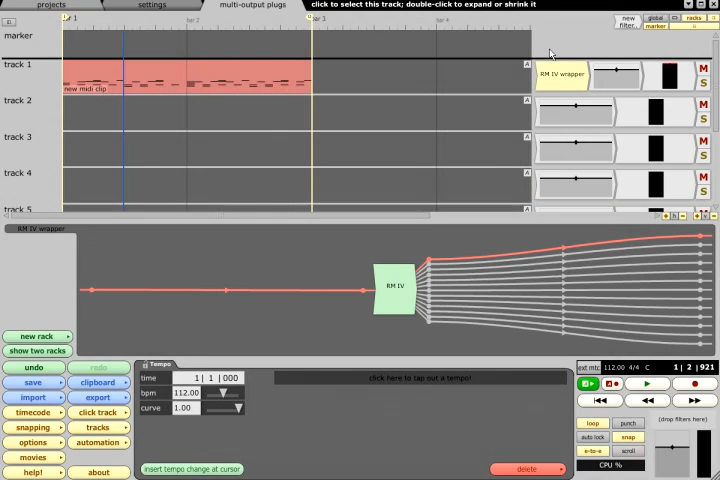 projects settings multi-output plugs click to select this track; double-click to expand or shrink it
1 bar 2 bar 3 bar 4 new filter.. global racks marker
marker
track 1 new midi clip A RM IV wrapper M S
track 2 A M S
track 3 A M S
track 4 A M S
track 5 A M
h v
RM IV wrapper
RM IV
new rack
show two racks
undo redo
save clipboard
import export
timecode click track
snapping tracks
options automation
movies
help! about
Tempo
time 1| 1 |000 click here to tap out a tempo!
bpm 112.00
curve 1.00
insert tempo change at cursor delete
ext mtc 112.00 4/4 C 1| 2 |921
A A
loop punch (drop filters here)
auto lock snap
e-to-e scroll
CPU %